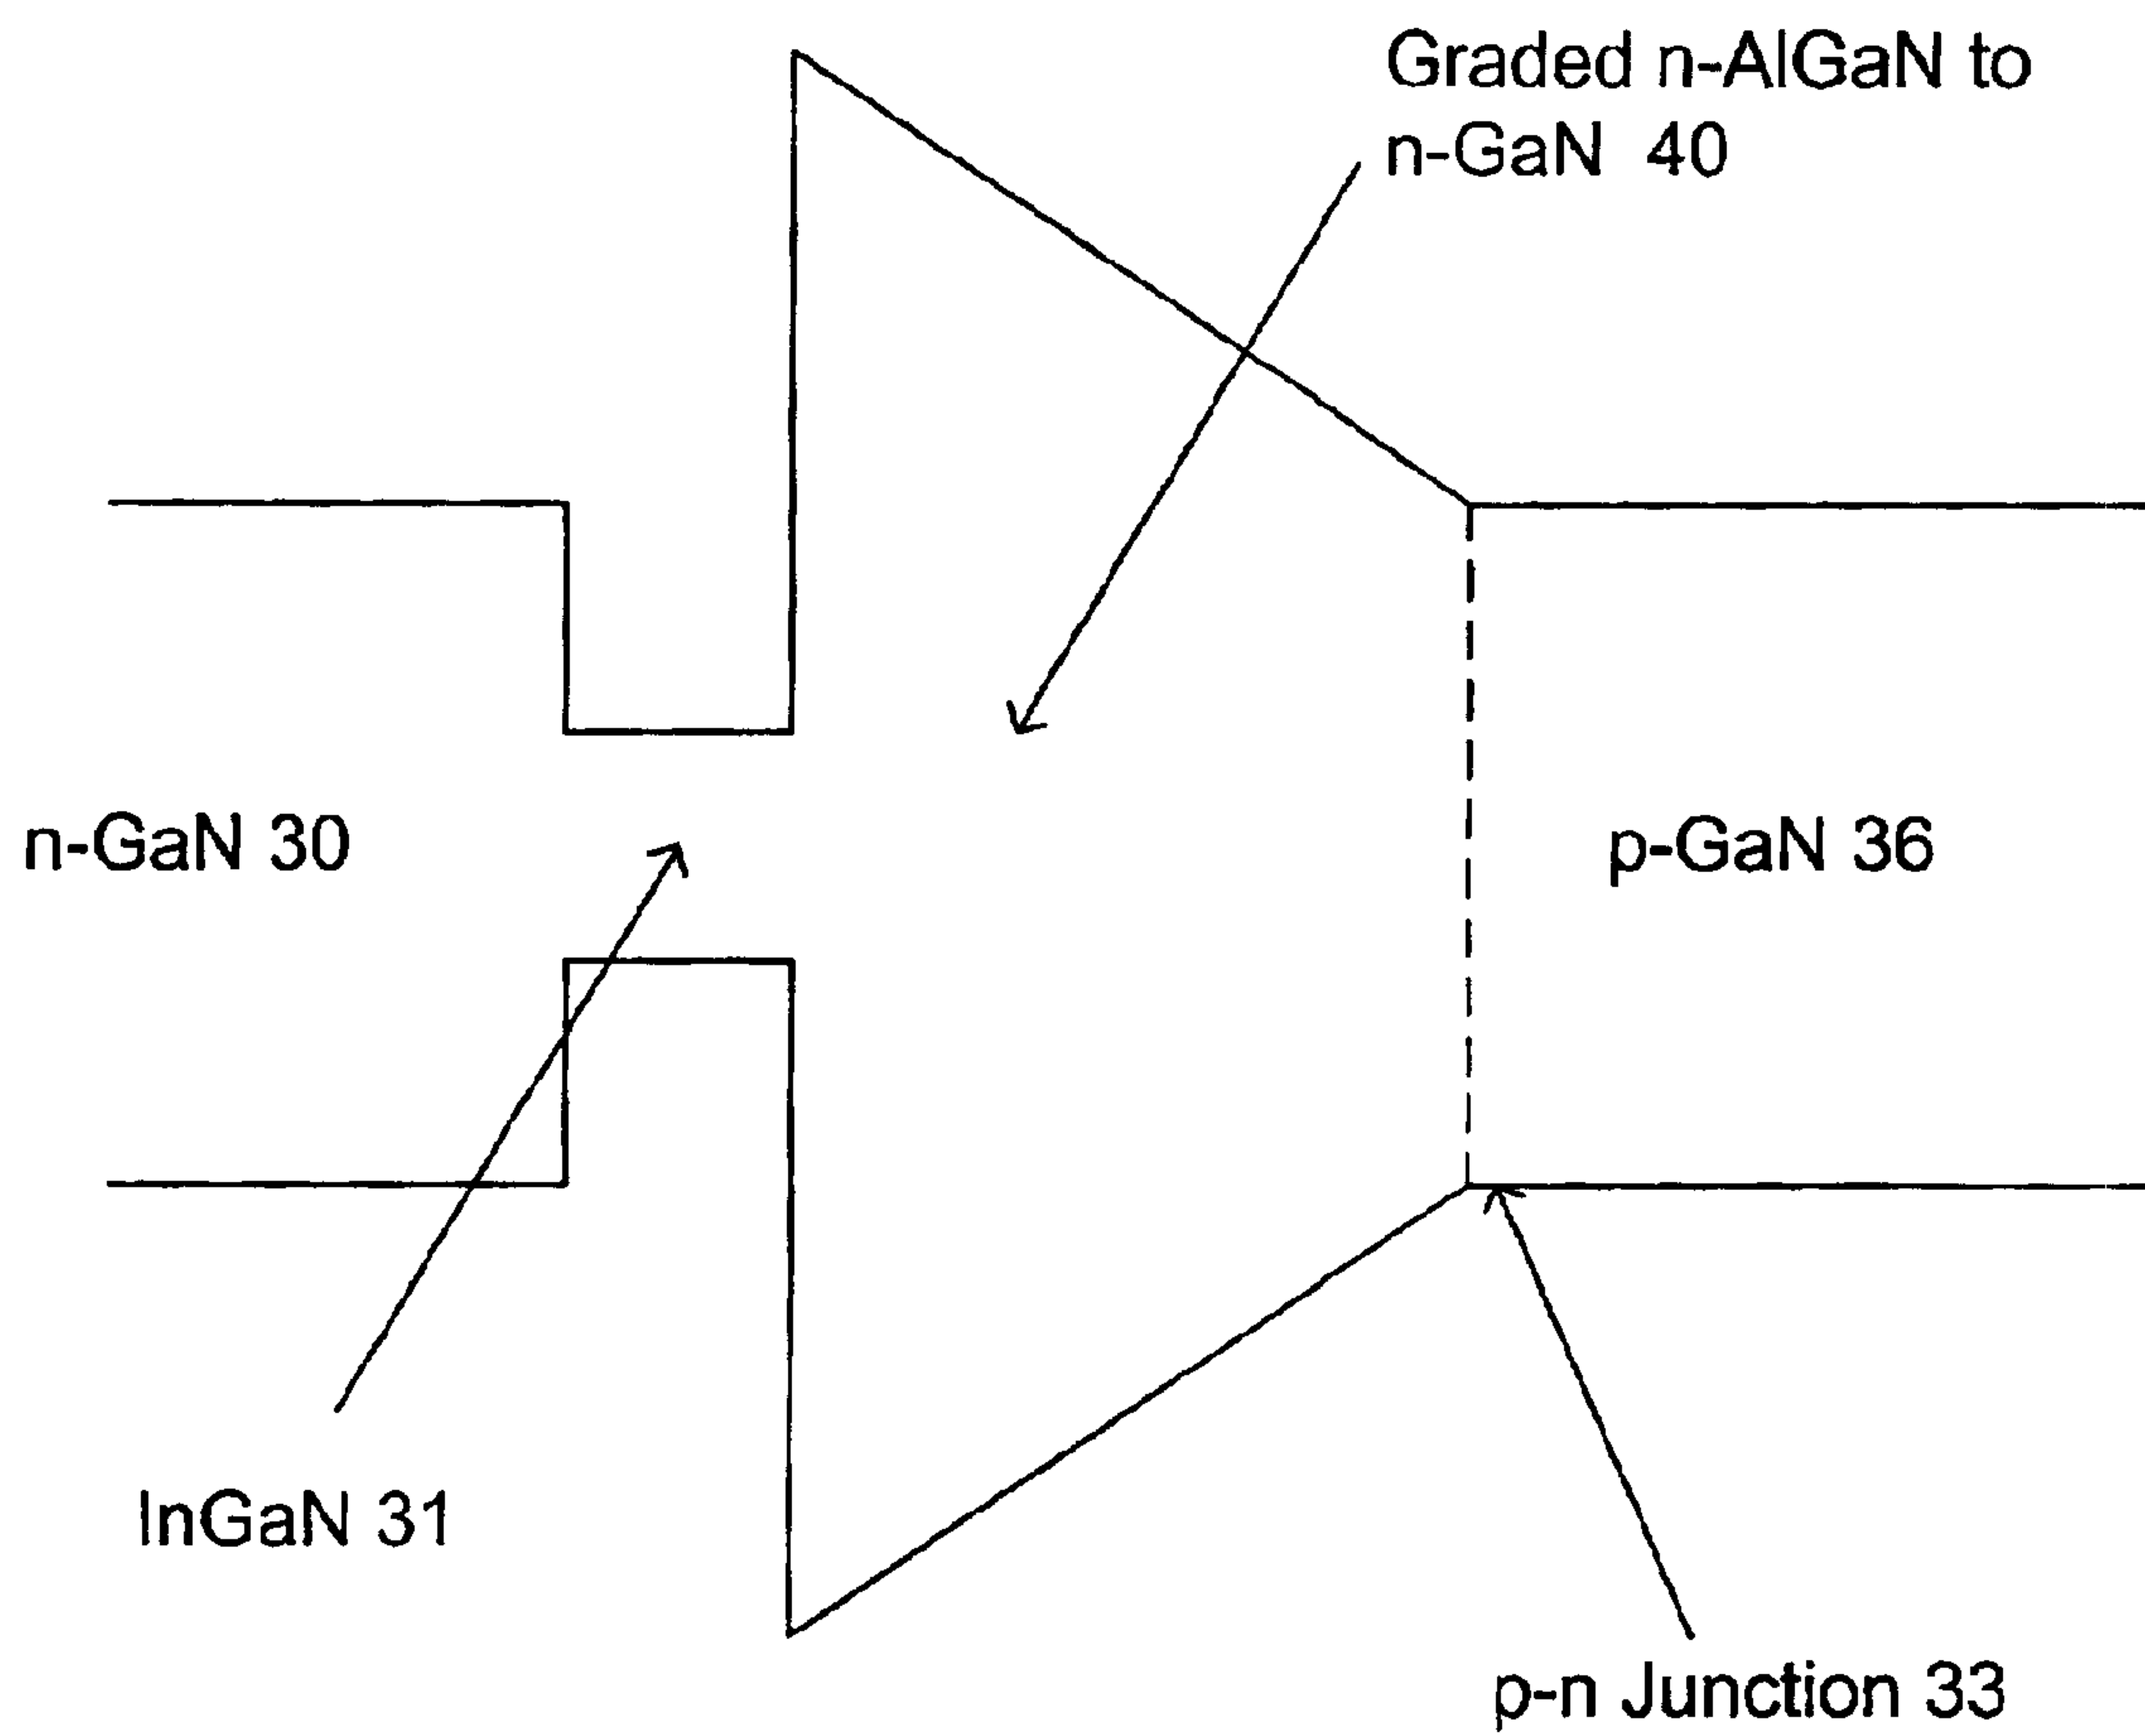 Graded n-AlGaN to
n-GaN 40
n-GaN 30
p-GaN 36
InGaN 31
p-n Junction 33